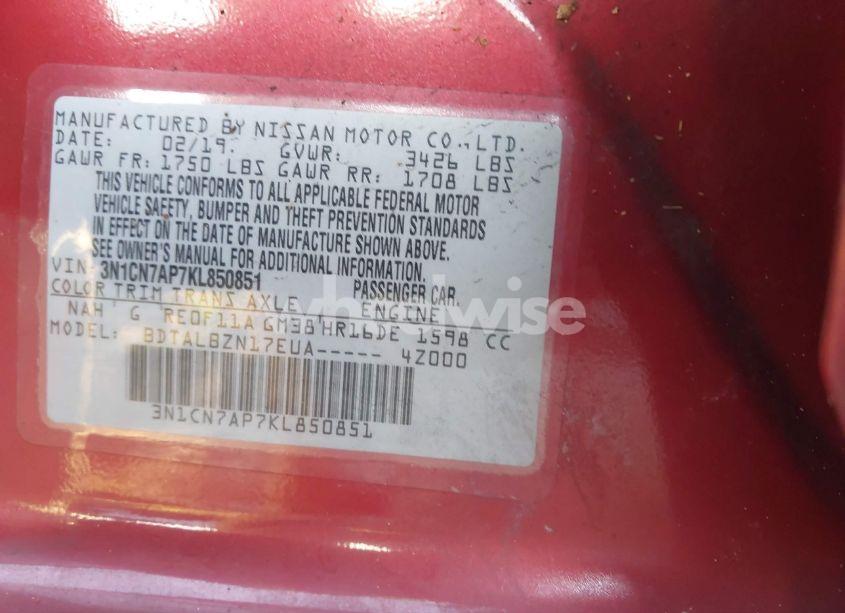 MANUFACTURED BY NISSAN MOTOR CO.,LTD.
DATE: 02/19. GVWR: 3426 LBS
GAWR FR: 1750 LBS GAWR RR: 1708 LBS
THIS VEHICLE CONFORMS TO ALL APPLICABLE FEDERAL MOTOR
VEHICLE SAFETY, BUMPER AND THEFT PREVENTION STANDARDS
IN EFFECT ON THE DATE OF MANUFACTURE SHOWN ABOVE.
SEE OWNER'S MANUAL FOR ADDITIONAL INFORMATION.
VIN: 3N1CN7AP7KL850851 PASSENGER CAR.
COLOR TRIM TRANS AXLE ENGINE
NAH G RE0F11A GM38 HR16DE 1598 CC
MODEL: BDTALBZN17EUA----- 4Z000
3N1CN7AP7KL850851